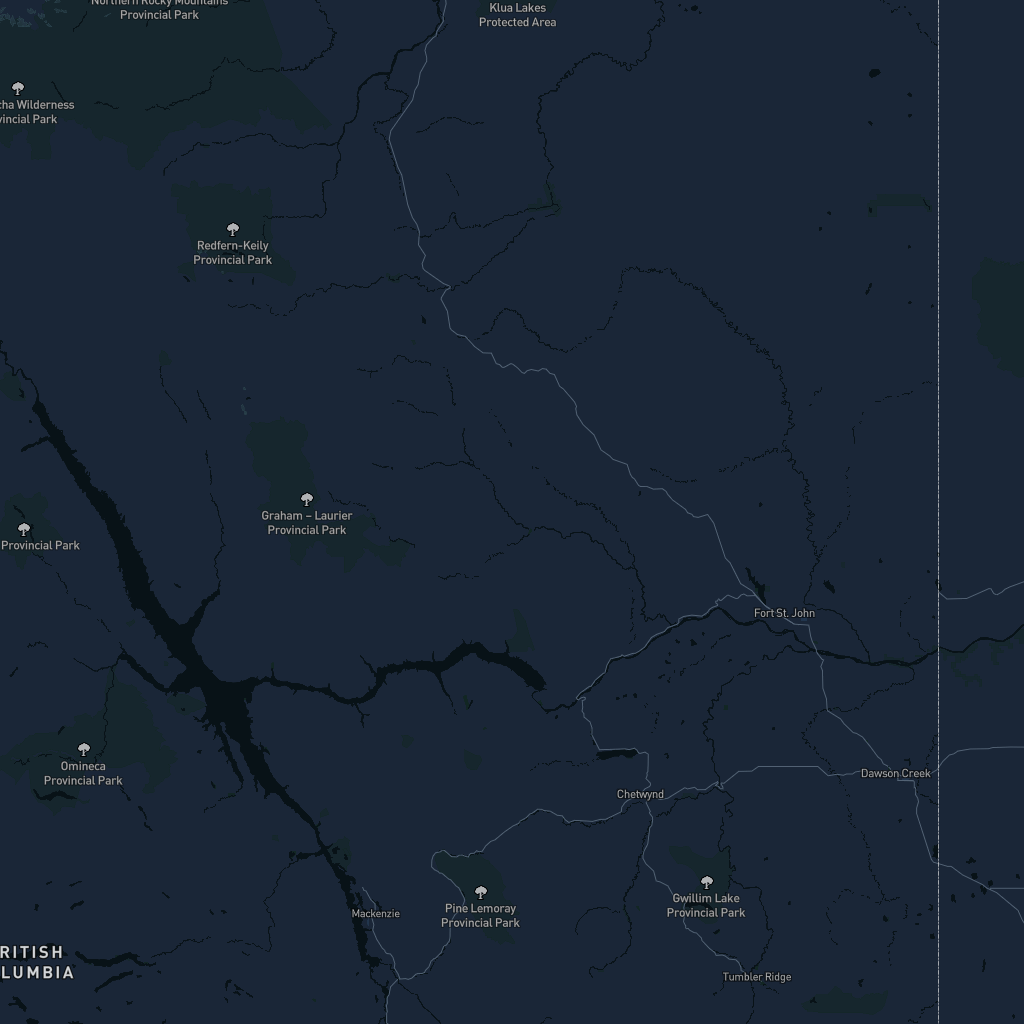 Northern Rocky Mountains
Provincial Park
Klua Lakes
Protected Area
cha Wilderness
vincial Park
Redfern-Keily
Provincial Park
Graham – Laurier
Provincial Park
Provincial Park
Fort St. John
Omineca
Provincial Park
Dawson Creek
Chetwynd
Gwillim Lake
Provincial Park
Pine Lemoray
Provincial Park
Mackenzie
RITISH
LUMBIA
Tumbler Ridge